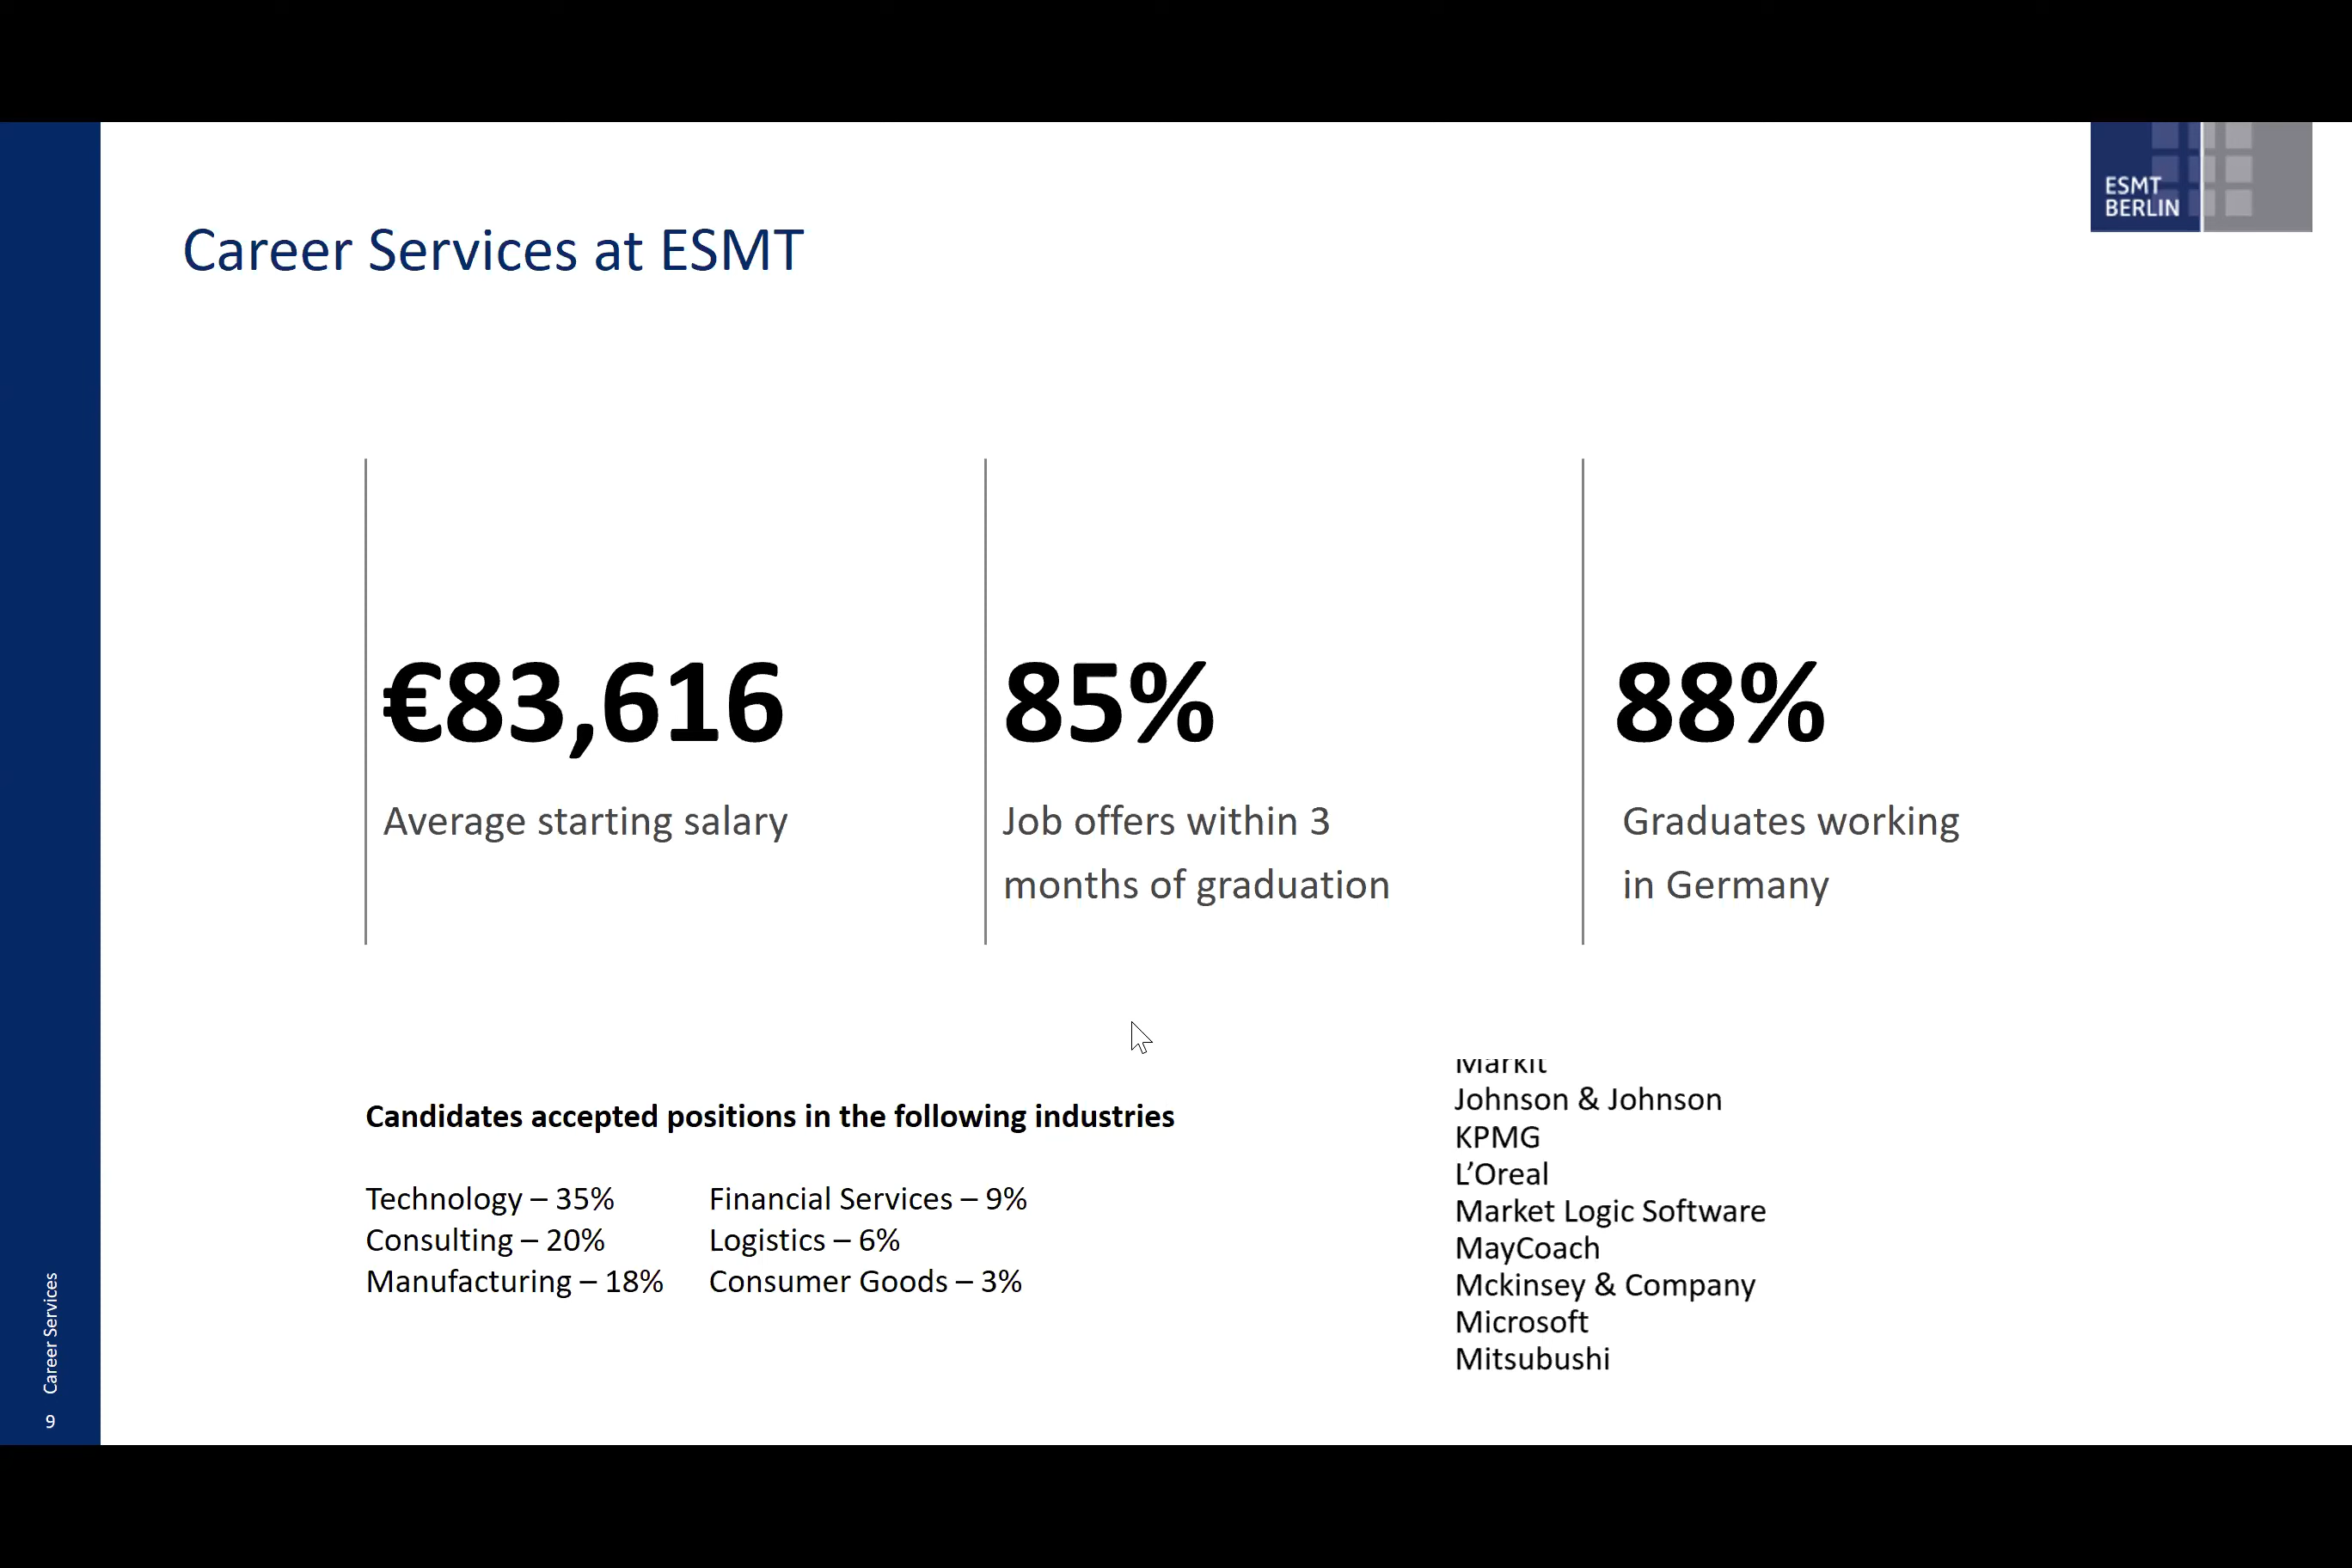 ESMT
BERLIN
Career Services at ESMT
€83,616
Average starting salary
85%
Job offers within 3
months of graduation
88%
Graduates working
in Germany
Candidates accepted positions in the following industries
Technology – 35%
Consulting – 20%
Manufacturing – 18%
Financial Services – 9%
Logistics – 6%
Consumer Goods – 3%
Markit
Johnson & Johnson
KPMG
L’Oreal
Market Logic Software
MayCoach
Mckinsey & Company
Microsoft
Mitsubushi
Career Services
9